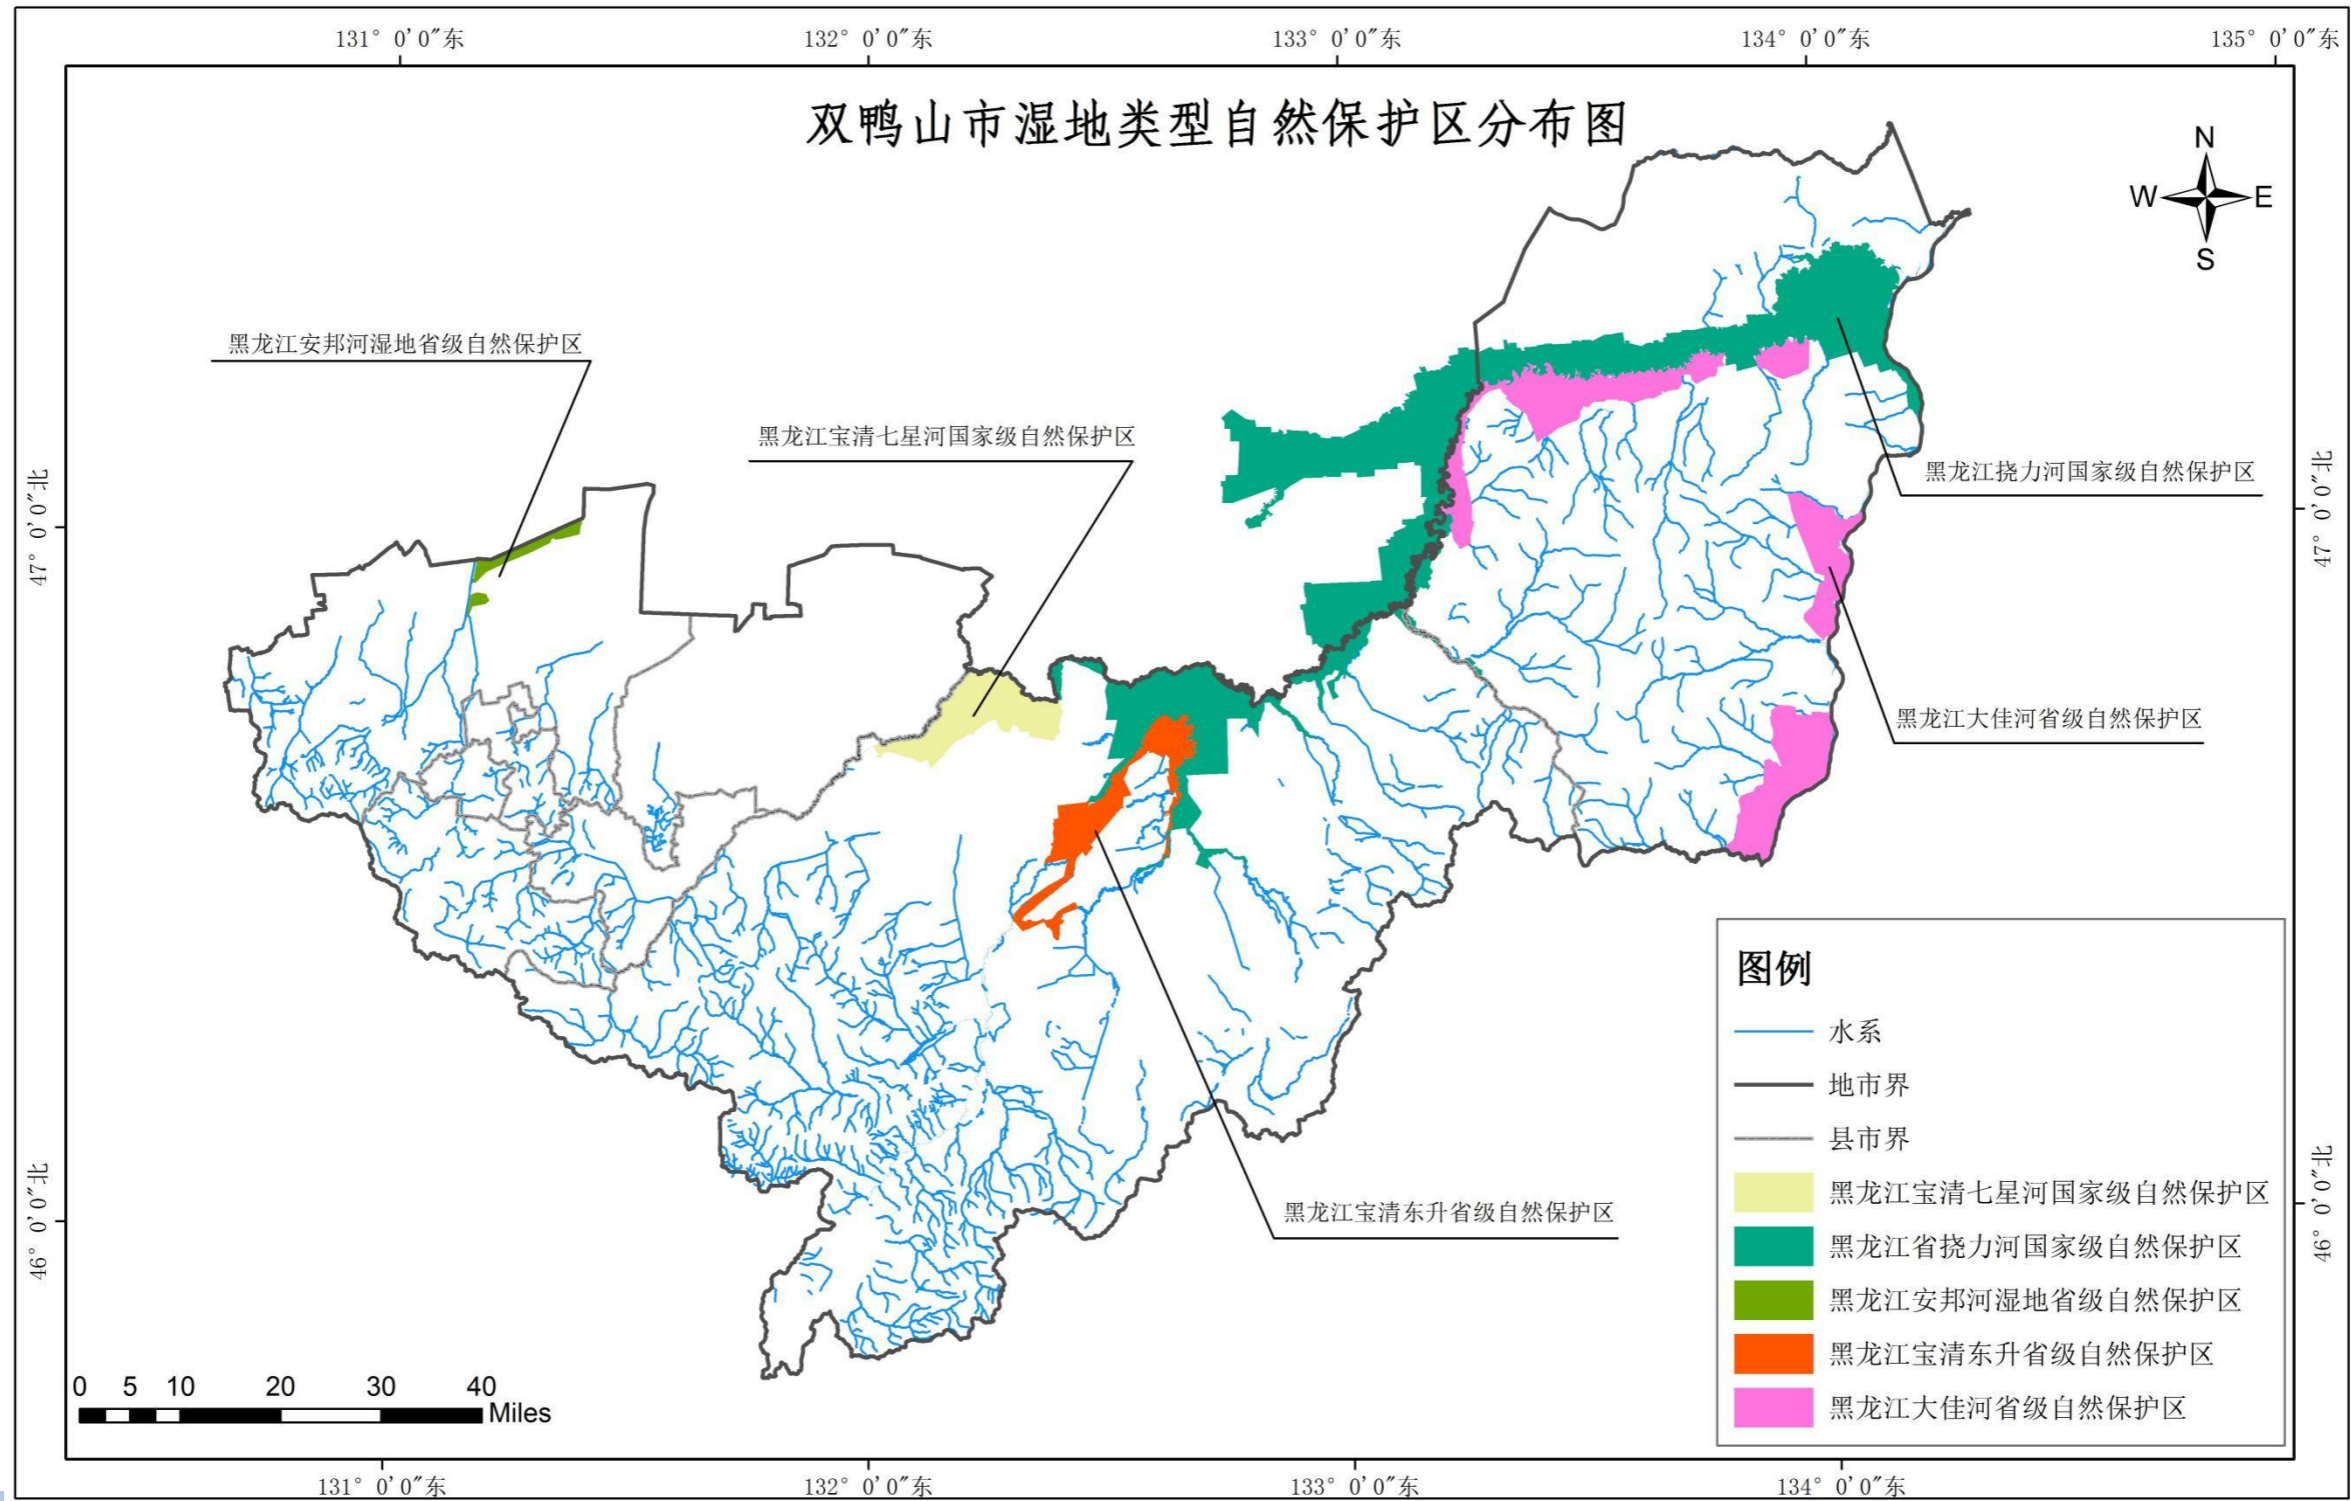 131° 0′0″东 132° 0′0″东 133° 0′0″东 134° 0′0″东 135° 0′0″东
双鸭山市湿地类型自然保护区分布图
N
W E
S
黑龙江安邦河湿地省级自然保护区
黑龙江宝清七星河国家级自然保护区
黑龙江挠力河国家级自然保护区
47° 0′0″北
47° 0′0″北
黑龙江大佳河省级自然保护区
黑龙江宝清东升省级自然保护区
46° 0′0″北
46° 0′0″北
图例
水系
地市界
县市界
黑龙江宝清七星河国家级自然保护区
黑龙江省挠力河国家级自然保护区
黑龙江安邦河湿地省级自然保护区
黑龙江宝清东升省级自然保护区
黑龙江大佳河省级自然保护区
0 5 10 20 30 40
Miles
131° 0′0″东 132° 0′0″东 133° 0′0″东 134° 0′0″东